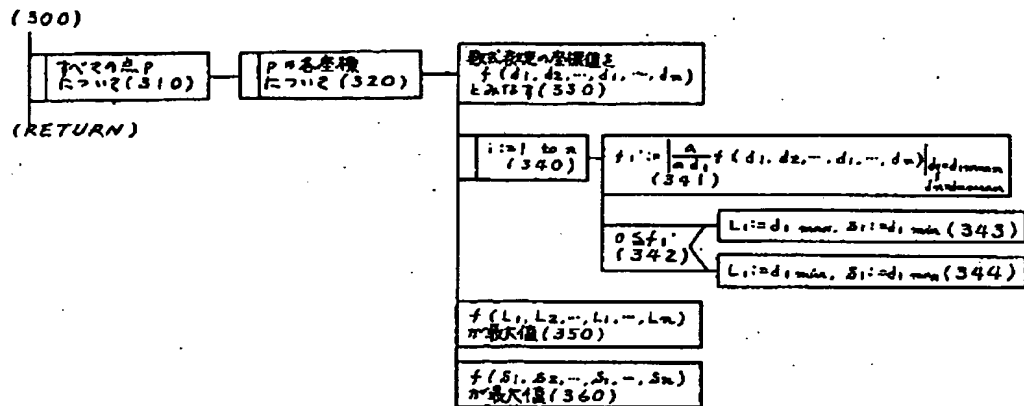 (300)
すべての点P
について(310)
Pの各座標
について(320)
数式表現の座標値を
f(d1, d2, …, di, …, dn)
とみなす(330)
(RETURN)
i:=1 to n
(340)
f(d1, d2, …, di, …, dn)
(341)
0≦fi'
(342)
Li:=di max, Si:=di min(343)
Li:=di min, Si:=di max(344)
f(L1, L2, …, Li, …, Ln)
が最大値(350)
f(S1, S2, …, Si, …, Sn)
が最大値(360)